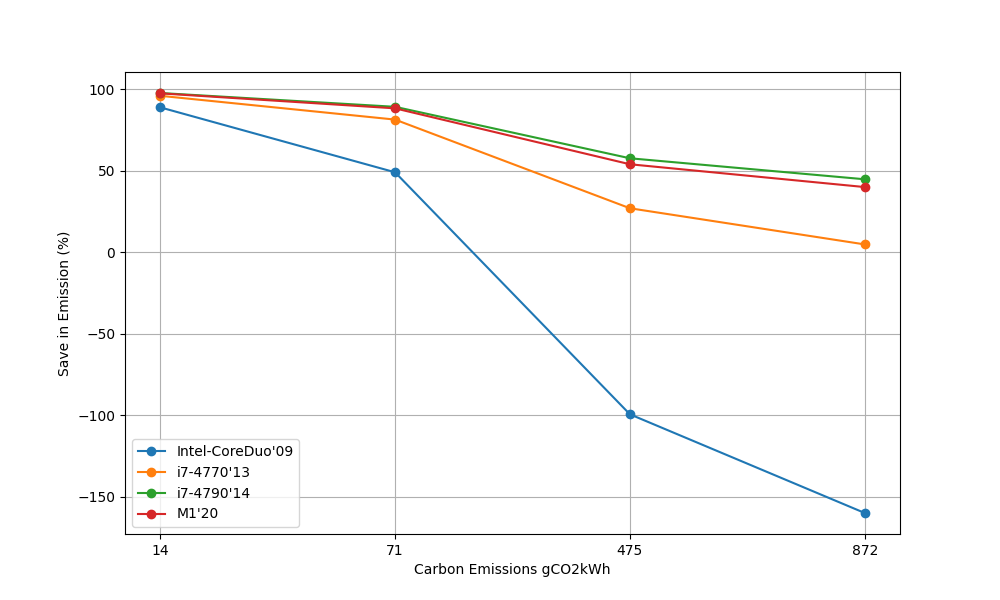 100
50
0
−50
−100
−150
Save in Emission (%)
Intel-CoreDuo'09
i7-4770'13
i7-4790'14
M1'20
14 71 475 872
Carbon Emissions gCO2kWh